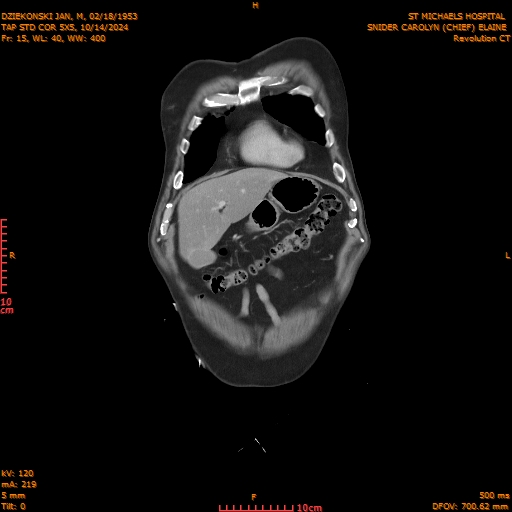 H
DZIEKONSKI JAN, M, 02/18/1953
TAP STD COR 5X5, 10/14/2024
Fr: 15, WL: 40, WW: 400
ST MICHAELS HOSPITAL
SNIDER CAROLYN (CHIEF) ELAINE
Revolution CT
R
L
10
cm
kV: 120
mA: 219
5 mm
Tilt: 0
F
10cm
500 ms
DFOV: 700.62 mm